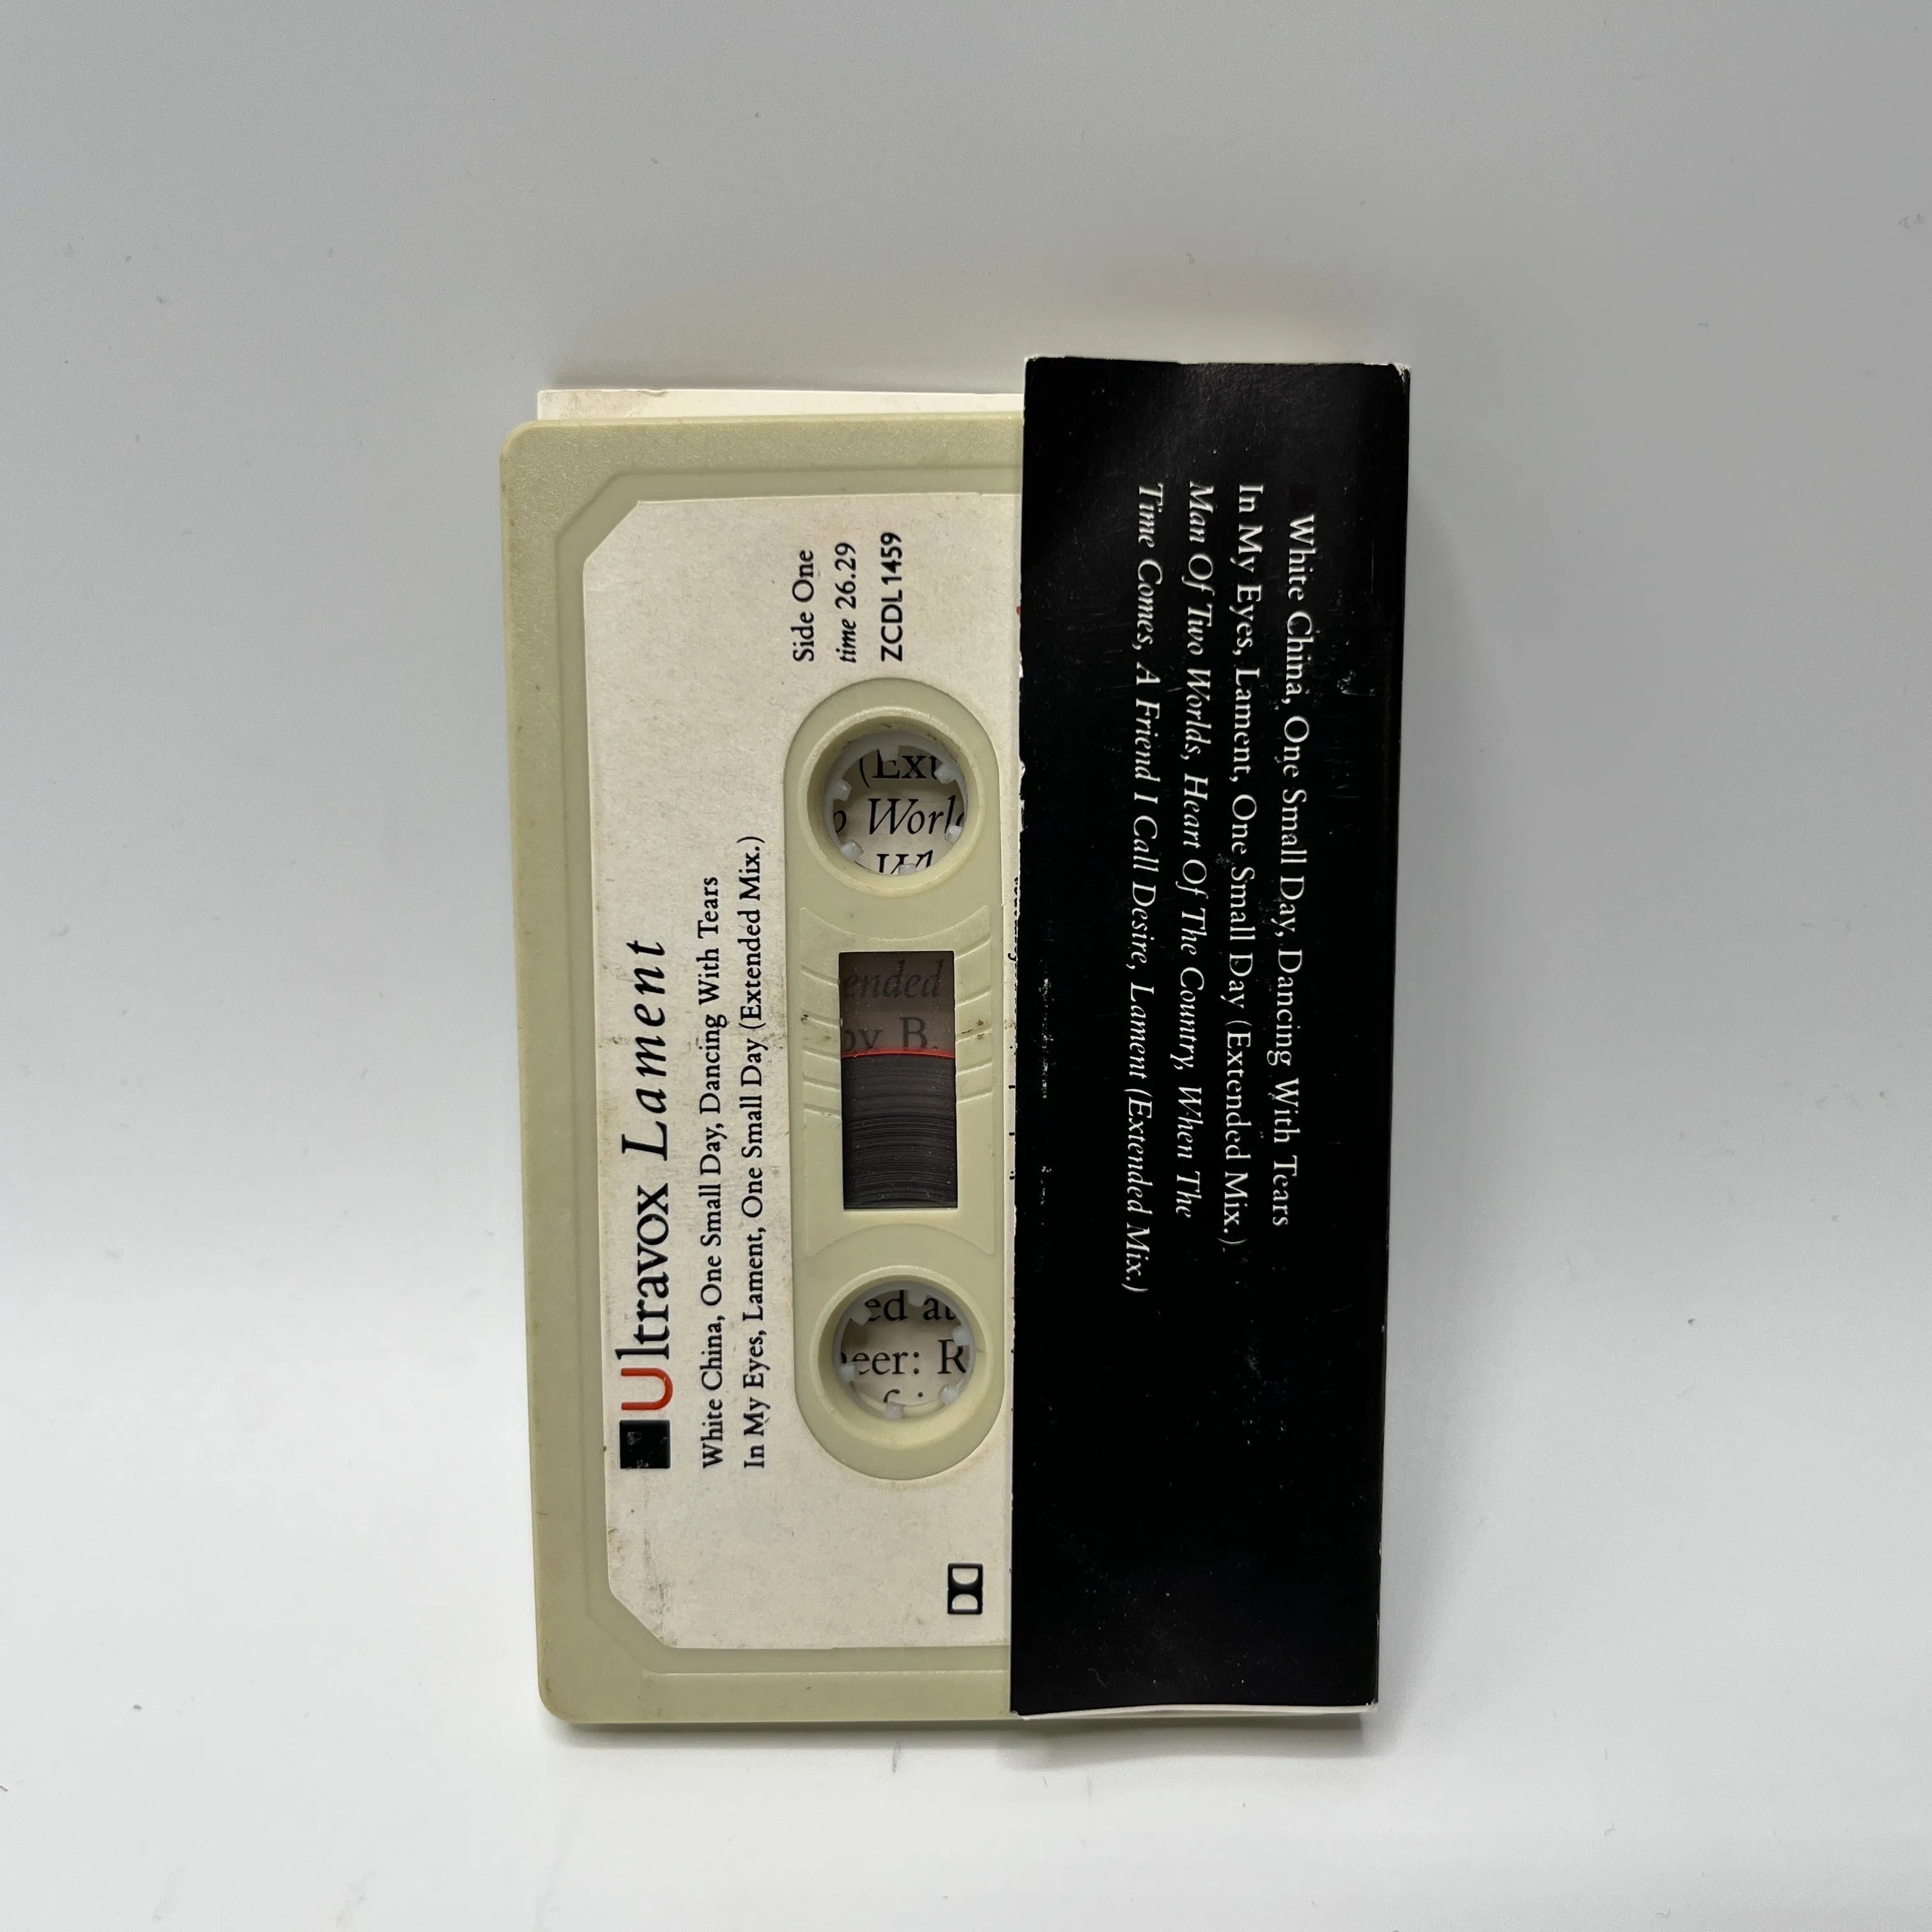 Ultravox Lament
White China, One Small Day, Dancing With Tears
In My Eyes, Lament, One Small Day (Extended Mix.)
Side One
time 26.29
ZCDL 1459
ended
by B.
White China, One Small Day, Dancing With Tears
In My Eyes, Lament, One Small Day (Extended Mix.)
Man Of Two Worlds, Heart Of The Country, When The
Time Comes, A Friend I Call Desire, Lament (Extended Mix.)